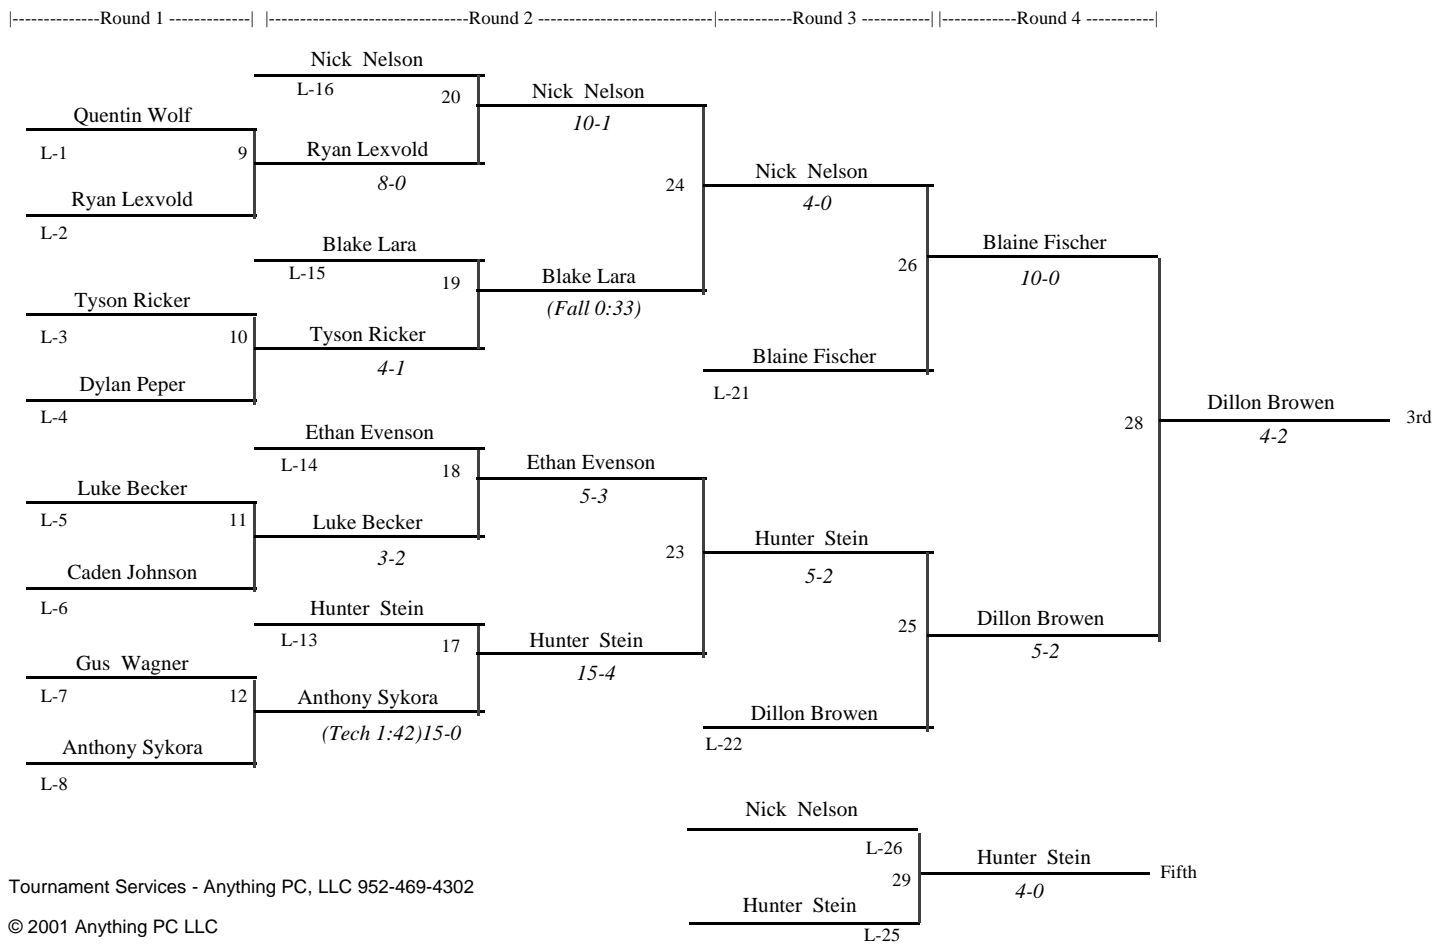 |--------------Round 1 -------------| |--------------------------------Round 2 ----------------------------|------------Round 3 -----------| |------------Round 4 -----------|
Nick  Nelson
L-16
20
Nick  Nelson
10-1
Quentin Wolf
L-1
9
Ryan Lexvold
8-0
Ryan Lexvold
L-2
24
Nick  Nelson
4-0
Blake Lara
L-15
19
Blake Lara
(Fall 0:33)
26
Blaine Fischer
10-0
Tyson Ricker
L-3
10
Tyson Ricker
4-1
Dylan Peper
L-4
Blaine Fischer
L-21
28
Dillon Browen
4-2
3rd
Ethan Evenson
L-14
18
Ethan Evenson
5-3
Luke Becker
L-5
11
Luke Becker
3-2
Caden Johnson
L-6
23
Hunter  Stein
5-2
Hunter  Stein
L-13
17
Hunter  Stein
15-4
25
Dillon Browen
5-2
Gus  Wagner
L-7
12
Anthony Sykora
(Tech 1:42)15-0
Anthony Sykora
L-8
Dillon Browen
L-22
Nick  Nelson
L-26
29
Hunter  Stein
4-0
Fifth
Hunter  Stein
L-25
Tournament Services - Anything PC, LLC 952-469-4302
© 2001 Anything PC LLC